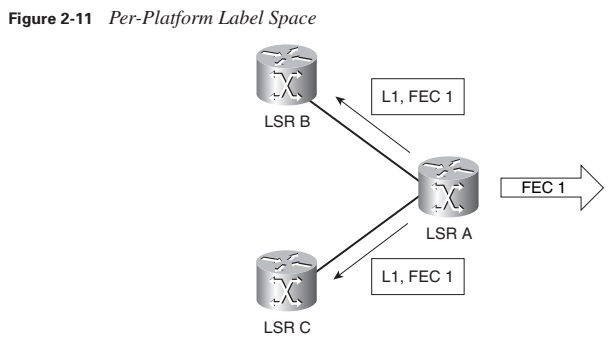 Figure 2-11 Per-Platform Label Space
L1, FEC 1
LSR B
FEC 1
LSR A
L1, FEC 1
LSR C